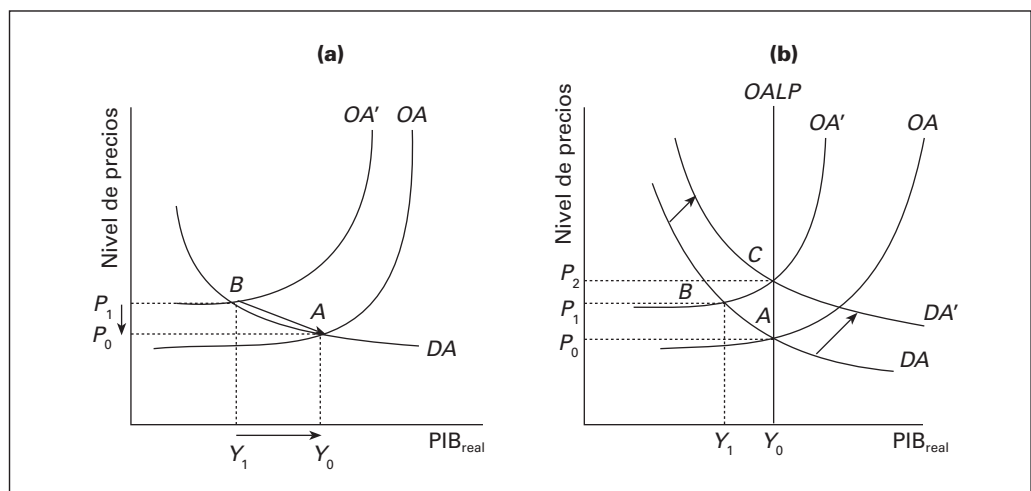 (a)
Nivel de precios
OA' OA
B
P1
A
P0
DA
Y1 Y0
PIBreal
(b)
OALP
Nivel de precios
OA' OA
C
P2
B
P1
A
DA'
P0
DA
Y1 Y0
PIBreal